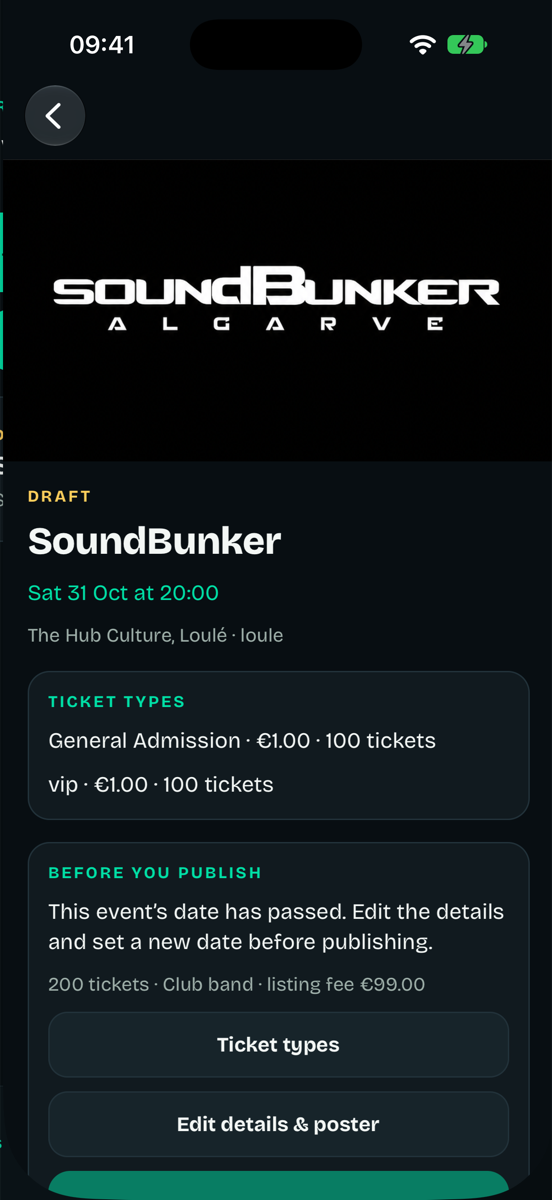 09:41
SOUNDBUNKER
ALGARVE
DRAFT
SoundBunker
Sat 31 Oct at 20:00
The Hub Culture, Loulé · loule
TICKET TYPES
General Admission · €1.00 · 100 tickets
vip · €1.00 · 100 tickets
BEFORE YOU PUBLISH
This event's date has passed. Edit the details
and set a new date before publishing.
200 tickets · Club band · listing fee €99.00
Ticket types
Edit details & poster